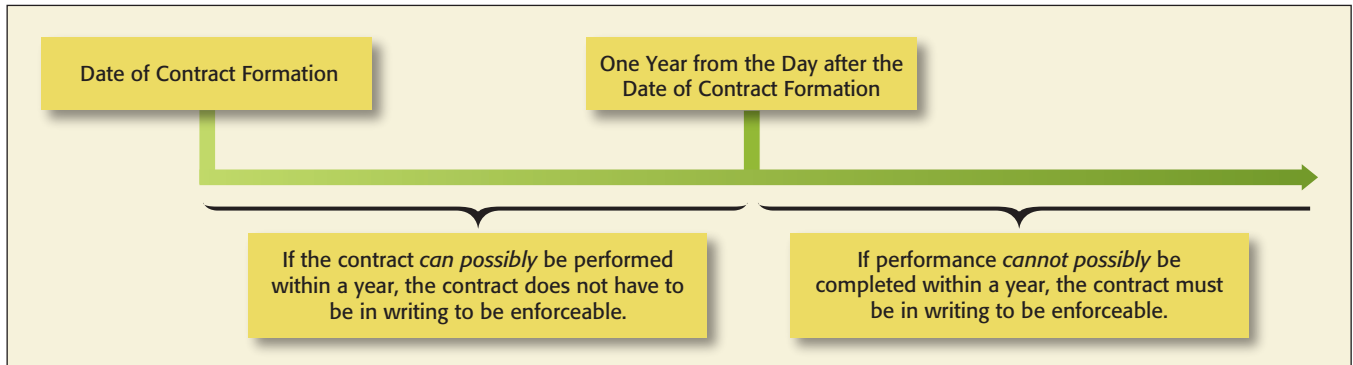 Date of Contract Formation
One Year from the Day after the
Date of Contract Formation
If the contract can possibly be performed
within a year, the contract does not have to
be in writing to be enforceable.
If performance cannot possibly be
completed within a year, the contract must
be in writing to be enforceable.